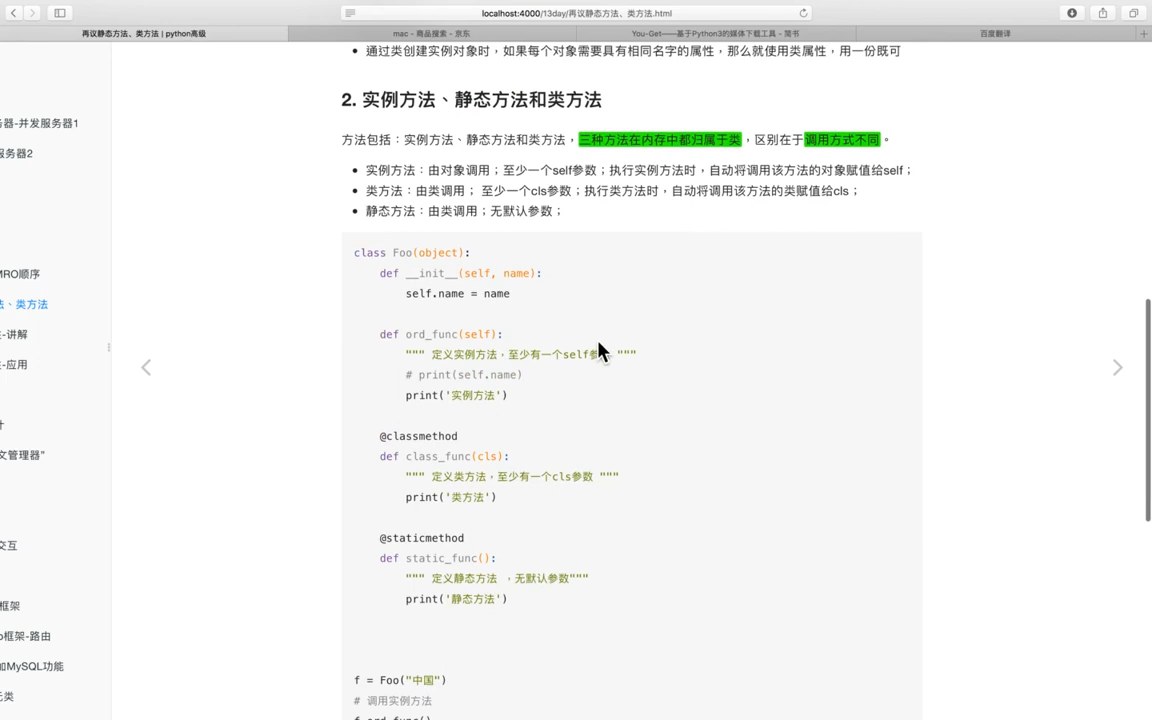 localhost:4000/13day/再议静态方法、类方法.html
再议静态方法、类方法 | python高级
mac - 商品搜索 - 京东
You-Get——基于Python3的媒体下载工具 - 简书
百度翻译
• 通过类创建实例对象时，如果每个对象需要具有相同名字的属性，那么就使用类属性，用一份既可
2. 实例方法、静态方法和类方法
方法包括：实例方法、静态方法和类方法，三种方法在内存中都归属于类，区别在于调用方式不同。
• 实例方法：由对象调用；至少一个self参数；执行实例方法时，自动将调用该方法的对象赋值给self；
• 类方法：由类调用； 至少一个cls参数；执行类方法时，自动将调用该方法的类赋值给cls；
• 静态方法：由类调用；无默认参数；
器-并发服务器1
服务器2
MRO顺序
法、类方法
-讲解
-应用
计
文管理器”
交互
框架
框架-路由
加MySQL功能
元类
class Foo(object):
def __init__(self, name):
self.name = name
def ord_func(self):
""" 定义实例方法，至少有一个self参 """
# print(self.name)
print('实例方法')
@classmethod
def class_func(cls):
""" 定义类方法，至少有一个cls参数 """
print('类方法')
@staticmethod
def static_func():
""" 定义静态方法 ，无默认参数"""
print('静态方法')
f = Foo("中国")
# 调用实例方法
f.ord_func()